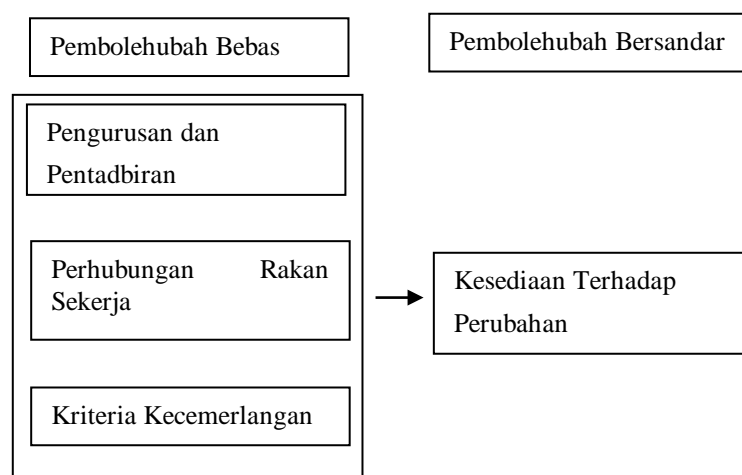 Pembolehubah Bebas
Pembolehubah Bersandar
Pengurusan dan
Pentadbiran
Perhubungan Rakan
Sekerja
Kesediaan Terhadap
Perubahan
Kriteria Kecemerlangan